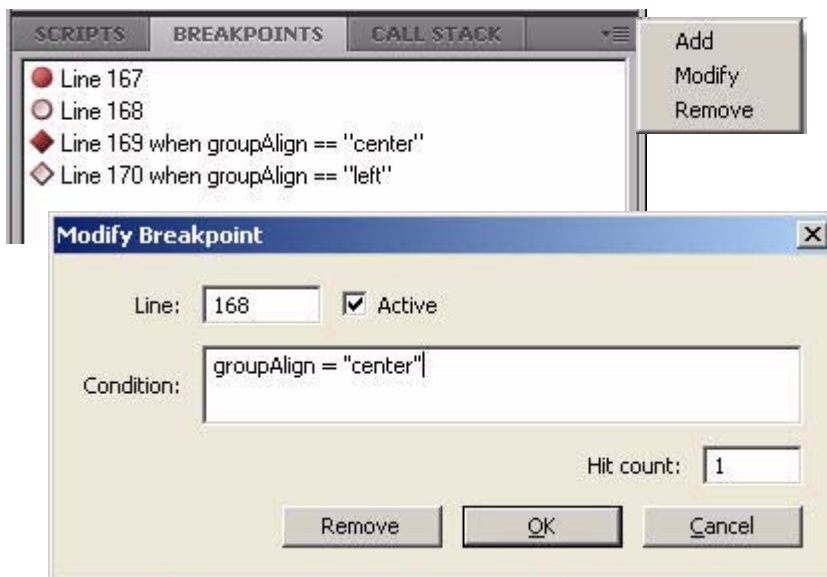 SCRIPTS BREAKPOINTS CALL STACK
Add
Modify
Remove
Line 167
Line 168
Line 169 when groupAlign == "center"
Line 170 when groupAlign == "left"
Modify Breakpoint
Line: 168 Active
Condition: groupAlign = "center"
Hit count: 1
Remove OK Cancel